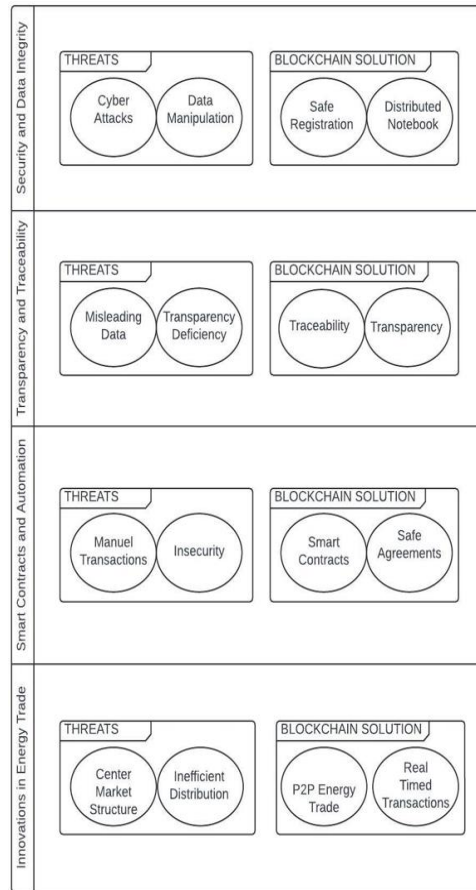 Security and Data Integrity
THREATS
Cyber
Attacks
Data
Manipulation
BLOCKCHAIN SOLUTION
Safe
Registration
Distributed
Notebook
Transparency and Traceability
THREATS
Misleading
Data
Transparency
Deficiency
BLOCKCHAIN SOLUTION
Traceability
Transparency
Smart Contracts and Automation
THREATS
Manuel
Transactions
Insecurity
BLOCKCHAIN SOLUTION
Smart
Contracts
Safe
Agreements
Innovations in Energy Trade
THREATS
Center
Market
Structure
Inefficient
Distribution
BLOCKCHAIN SOLUTION
P2P Energy
Trade
Real
Timed
Transactions